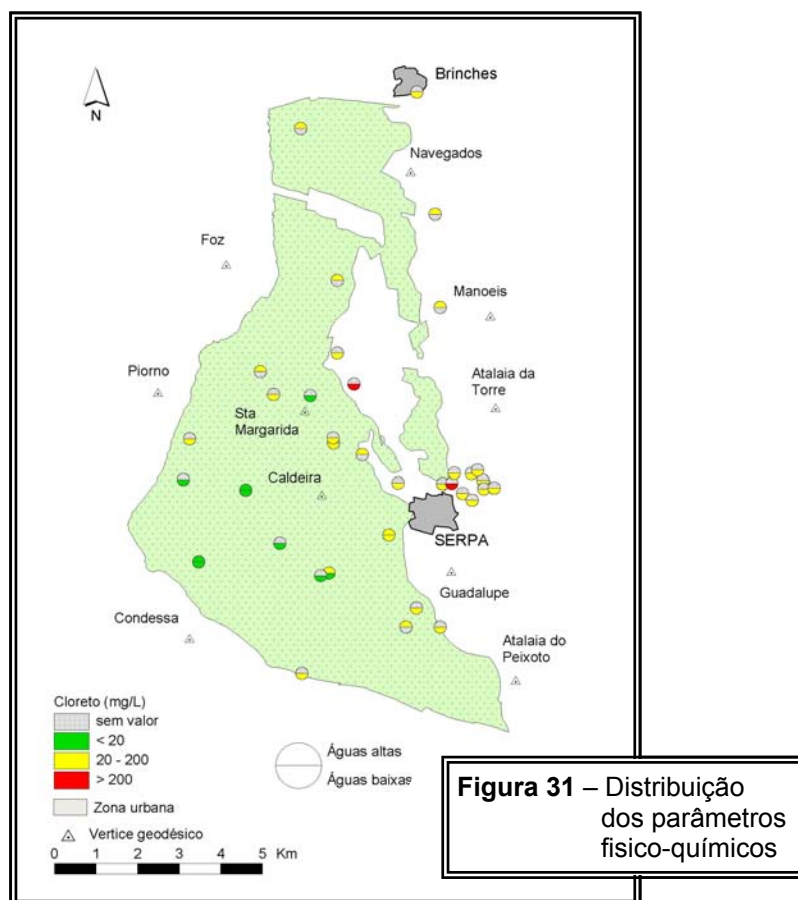 Brinches
N
Navegados
Foz
Manoeis
Piorno
Atalaia da
Torre
Sta
Margarida
Caldeira
SERPA
Guadalupe
Condessa
Atalaia do
Peixoto
Cloreto (mg/L)
sem valor
< 20
20 - 200
> 200
Zona urbana
Vertice geodésico
0 1 2 3 4 5 Km
Águas altas
Águas baixas
Figura 31 – Distribuição
dos parâmetros
fisico-químicos